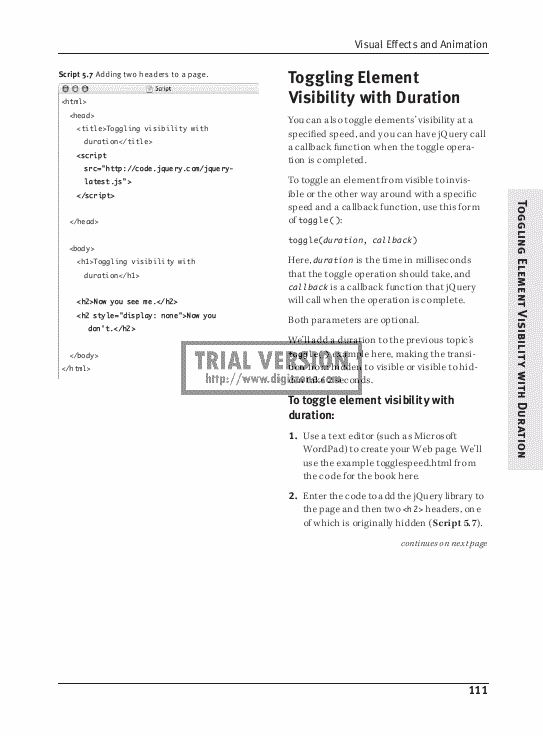 Visual Effects and Animation
Script 5.7 Adding two headers to a page.
Script
<html>
<head>
<title>Toggling visibility with
duration</title>
<script
src="http://code.jquery.com/jquery-
latest.js">
</script>
</head>
<body>
<h1>Toggling visibility with
duration</h1>
<h2>Now you see me.</h2>
<h2 style="display: none">Now you
don't.</h2>
</body>
</html>
Toggling Element
Visibility with Duration
You can also toggle elements' visibility at a
specified speed, and you can have jQuery call
a callback function when the toggle opera-
tion is completed.
To toggle an element from visible to invis-
ible or the other way around with a specific
speed and a callback function, use this form
of toggle():
toggle(duration, callback)
Here, duration is the time in milliseconds
that the toggle operation should take, and
callback is a callback function that jQuery
will call when the operation is complete.
Both parameters are optional.
We'll add a duration to the previous topic's
toggle() example here, making the transi-
tion from hidden to visible or visible to hid-
den take 2 seconds.
TRIAL VERSION
To toggle element visibility with
duration:
1. Use a text editor (such as Microsoft
WordPad) to create your Web page. We'll
use the example togglespeed.html from
the code for the book here.
2. Enter the code to add the jQuery library to
the page and then two <h2> headers, one
of which is originally hidden (Script 5.7).
continues on next page
Toggling Element Visibility with Duration
111